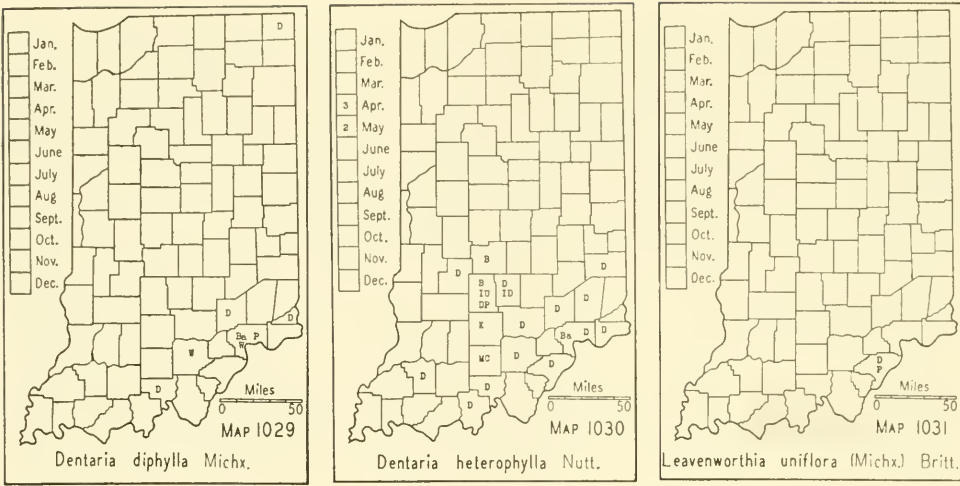 Jan.
Feb.
Mar.
Apr.
May
June
July
Aug
Sept.
Oct.
Nov.
Dec.
D
D
D
Ba P
W
W
D
Miles
0 50
MAP 1029
Dentaria diphylla Michx.
Jan.
Feb.
Mar.
3 Apr.
2 May
June
July
Aug
Sept.
Oct.
Nov.
Dec.
B
D
D
B D
IU ID
DP
D
D
K
D
Ba D D
MC
D
D
D
D
D
Miles
0 50
MAP 1030
Dentaria heterophylla Nutt.
Jan.
Feb.
Mar.
Apr.
May
June
July
Aug
Sept.
Oct.
Nov.
Dec.
D
P
Miles
0 50
MAP 1031
Leavenworthia uniflora (Michx.) Britt.